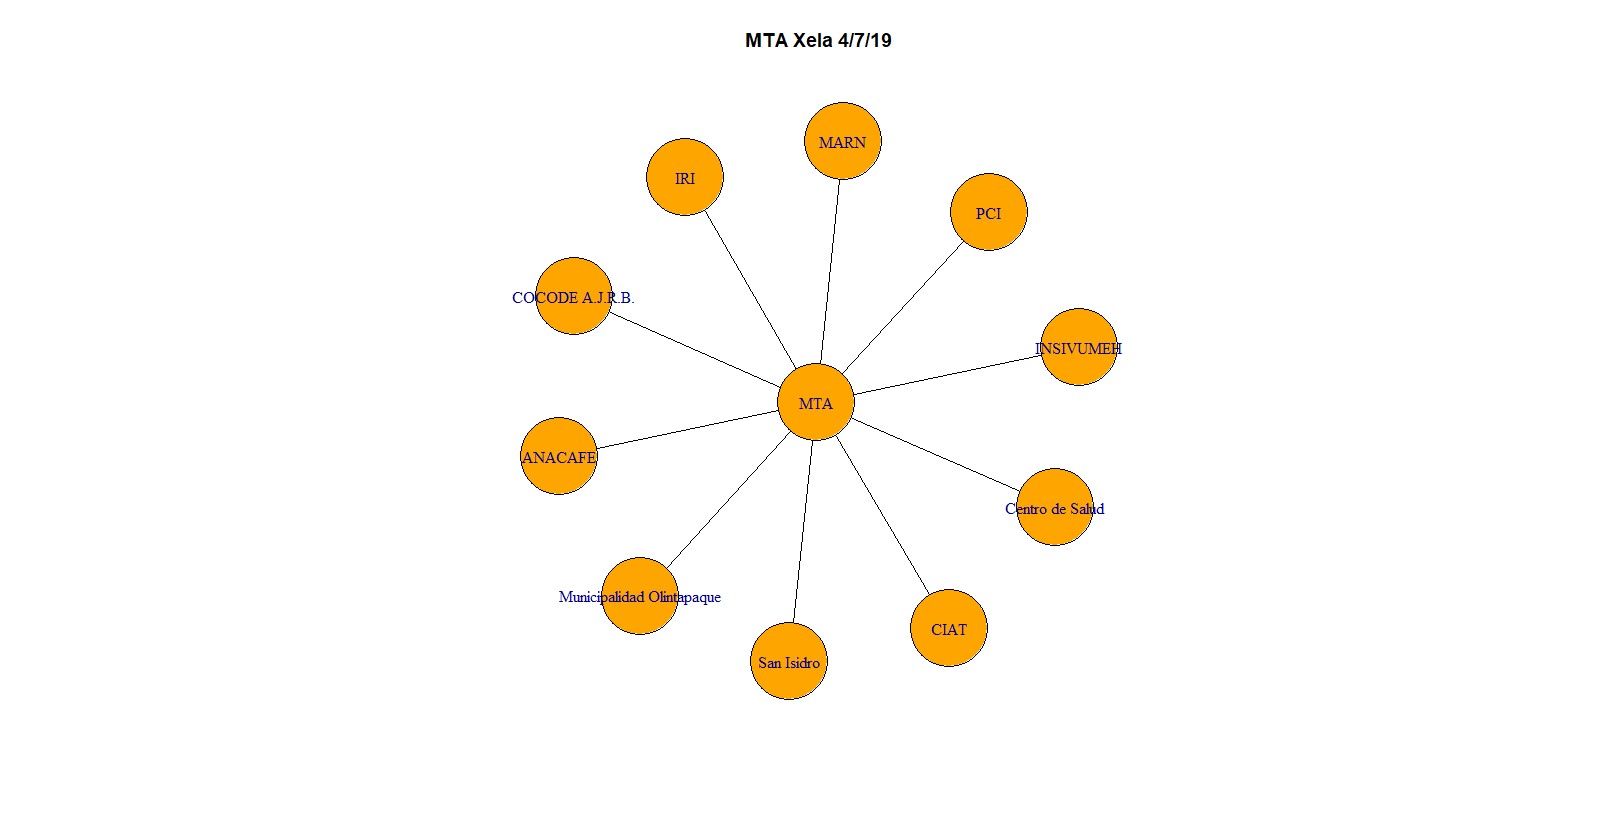 MTA Xela 4/7/19
MARN
IRI
PCI
COCODE A.J.R.B.
INSIVUMEH
MTA
ANACAFE
Centro de Salud
Municipalidad Olintapaque
CIAT
San Isidro